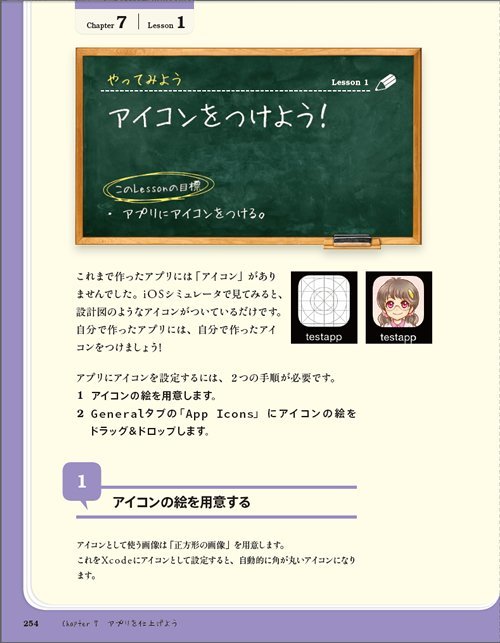 Chapter 7 Lesson 1
やってみよう
Lesson 1
アイコンをつけよう!
このLessonの目標
・ アプリにアイコンをつける。
これまで作ったアプリには「アイコン」があり
ませんでした。iOSシミュレータで見てみると、
設計図のようなアイコンがついているだけです。
自分で作ったアプリには、自分で作ったアイ
コンをつけましょう!
testapp
testapp
アプリにアイコンを設定するには、2つの手順が必要です。
1 アイコンの絵を用意します。
2 Generalタブの「App Icons」にアイコンの絵を
ドラッグ&ドロップします。
1
アイコンの絵を用意する
アイコンとして使う画像は「正方形の画像」を用意します。
これをXcodeにアイコンとして設定すると、自動的に角が丸いアイコンになり
ます。
254 Chapter 7 アプリを仕上げよう